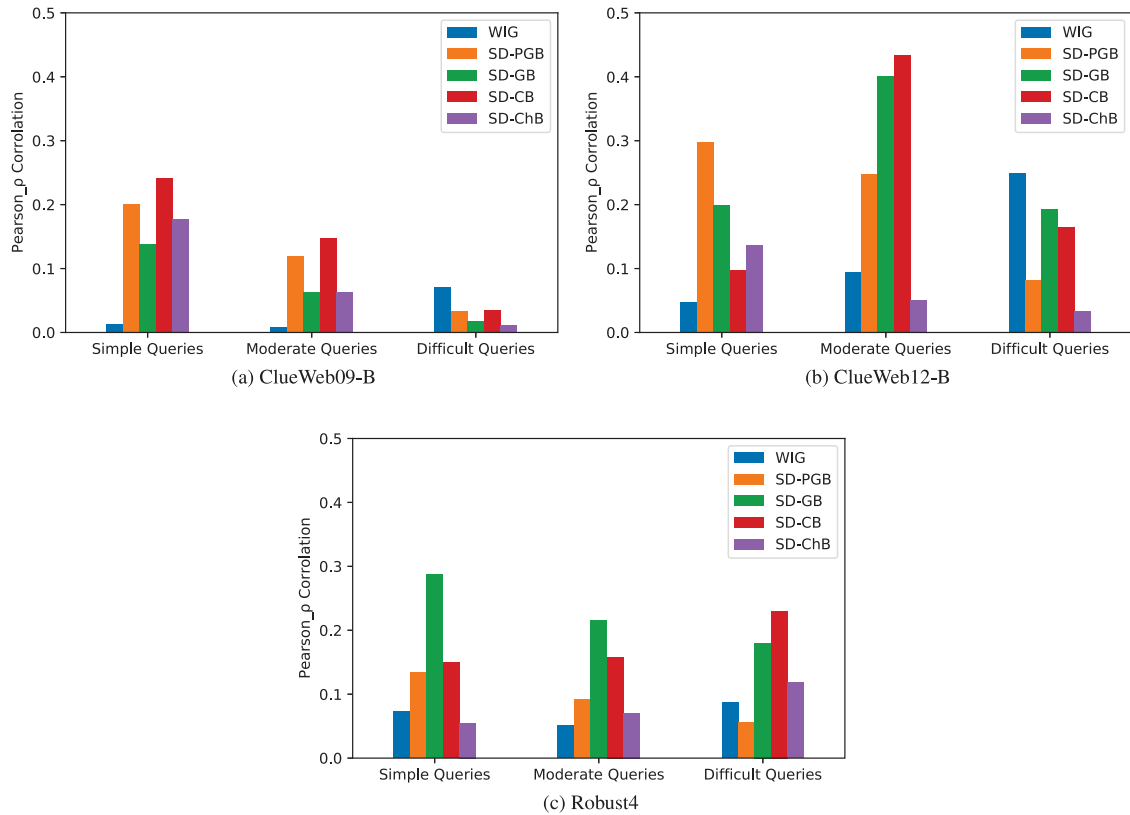 0.5
0.4
0.3
0.2
0.1
0.0
Pearson_ρ Corrolation
WIG
SD-PGB
SD-GB
SD-CB
SD-ChB
Simple Queries Moderate Queries Difficult Queries
(a) ClueWeb09-B
0.5
0.4
0.3
0.2
0.1
0.0
Pearson_ρ Corrolation
WIG
SD-PGB
SD-GB
SD-CB
SD-ChB
Simple Queries Moderate Queries Difficult Queries
(b) ClueWeb12-B
0.5
0.4
0.3
0.2
0.1
0.0
Pearson_ρ Corrolation
WIG
SD-PGB
SD-GB
SD-CB
SD-ChB
Simple Queries Moderate Queries Difficult Queries
(c) Robust4